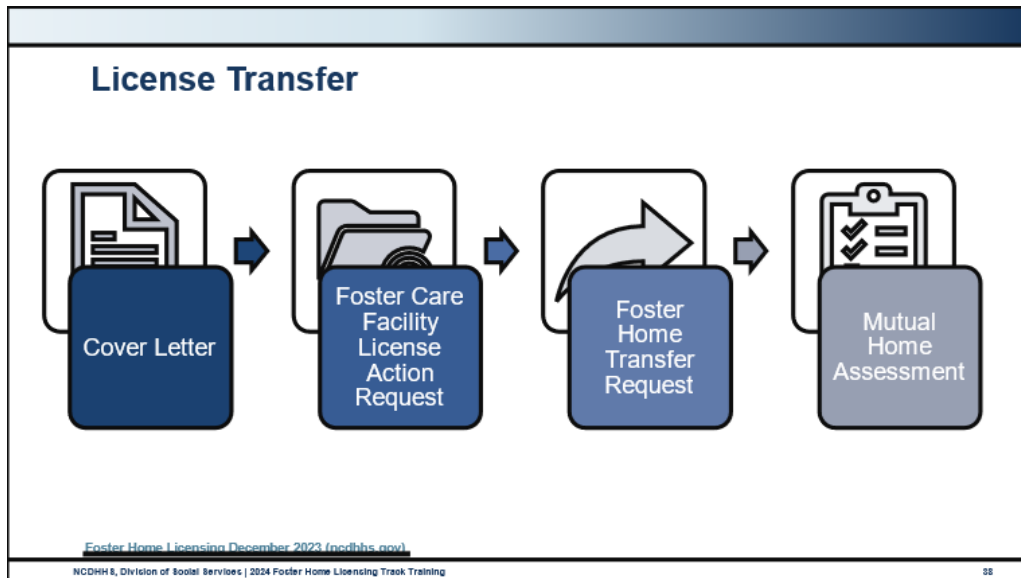 License Transfer
Cover Letter
Foster Care
Facility
License
Action
Request
Foster
Home
Transfer
Request
Mutual
Home
Assessment
Foster Home Licensing December 2023 (ncdhhs.gov)
NCDHHS, Division of Social Services | 2024 Foster Home Licensing Track Training
38